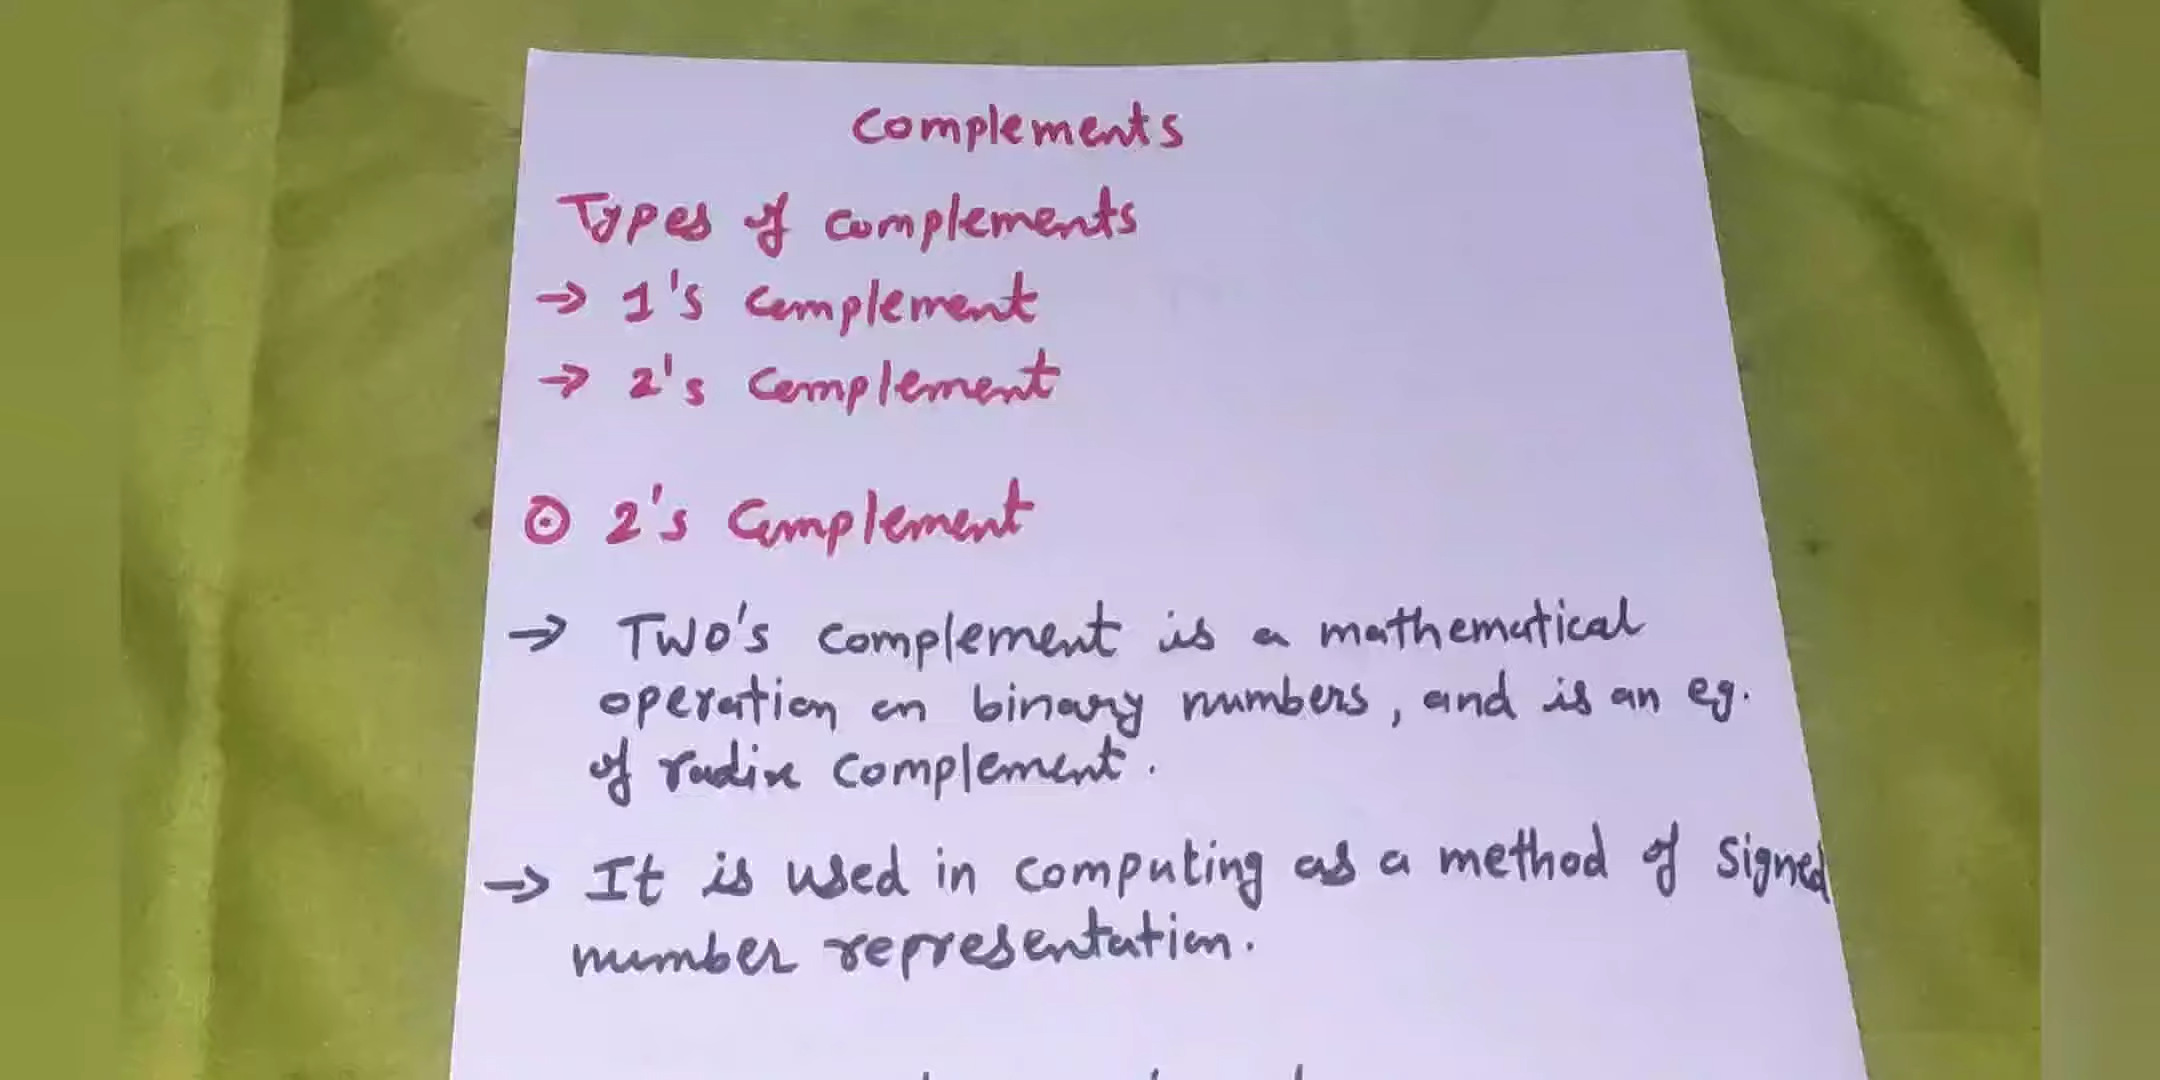 Complements
Types of complements
→ 1's complement
→ 2's complement
⊙ 2's Complement
→ Two's complement is a mathematical
operation on binary numbers, and is an eg.
of radix complement.
→ It is used in computing as a method of signed
number representation.